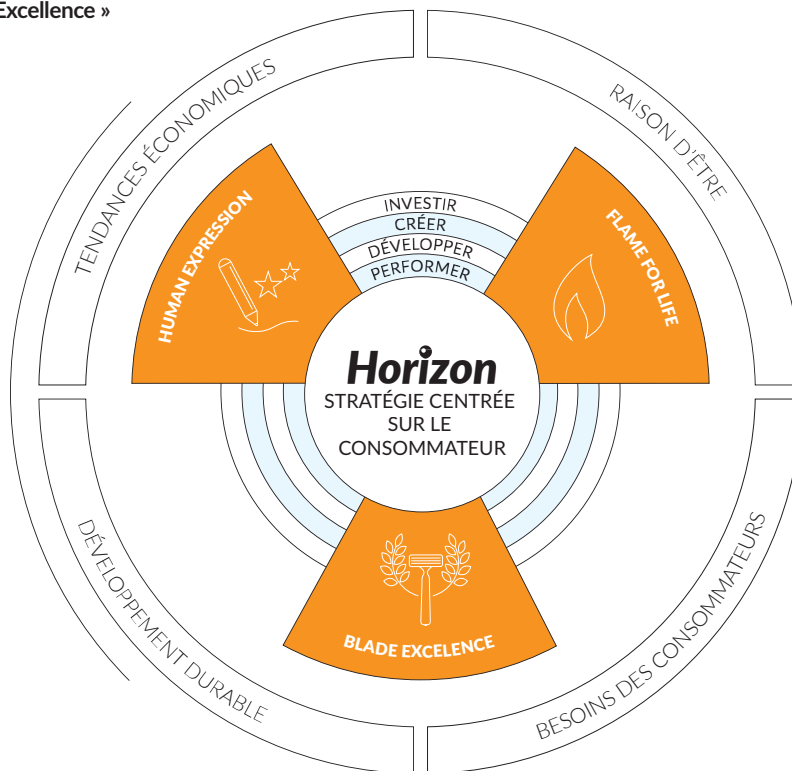 Excellence »
TENDANCES ÉCONOMIQUES
RAISON D'ÊTRE
INVESTIR
CRÉER
DÉVELOPPER
PERFORMER
HUMAN EXPRESSION
FLAME FOR LIFE
Horizon
STRATÉGIE CENTRÉE
SUR LE
CONSOMMATEUR
BLADE EXCELENCE
DÉVELOPPEMENT DURABLE
BESOINS DES CONSOMMATEURS